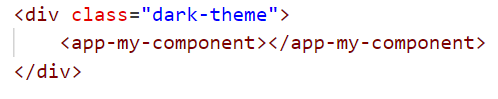 <div class="dark-theme">
    <app-my-component></app-my-component>
</div>